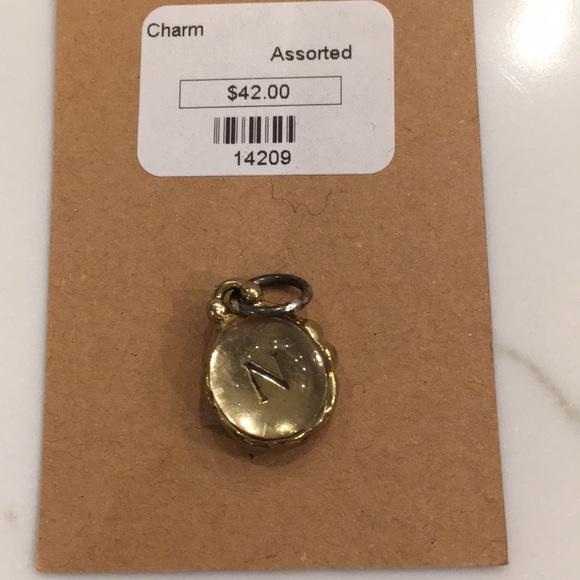 Charm
Assorted
$42.00
14209
N